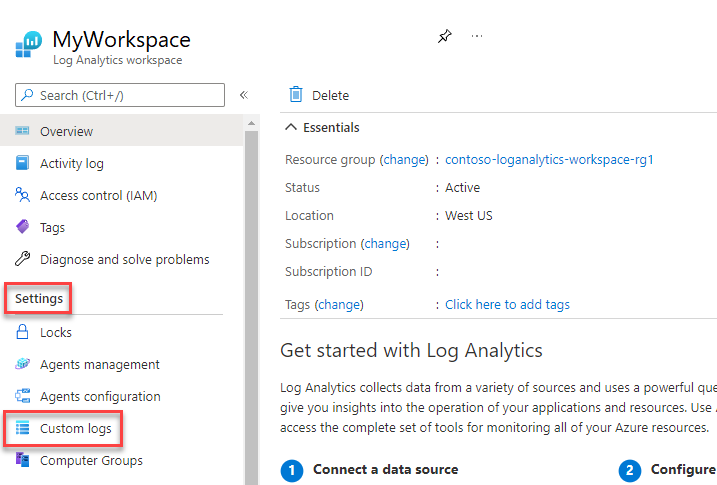 MyWorkspace
Log Analytics workspace
Search (Ctrl+/)
Overview
Activity log
Access control (IAM)
Tags
Diagnose and solve problems
Settings
Locks
Agents management
Agents configuration
Custom logs
Computer Groups
Delete
Essentials
Resource group (change) : contoso-loganalytics-workspace-rg1
Status : Active
Location : West US
Subscription (change) :
Subscription ID :
Tags (change) : Click here to add tags
Get started with Log Analytics
Log Analytics collects data from a variety of sources and uses a powerful que
give you insights into the operation of your applications and resources. Use
access the complete set of tools for monitoring all of your Azure resources.
1 Connect a data source
2 Configure